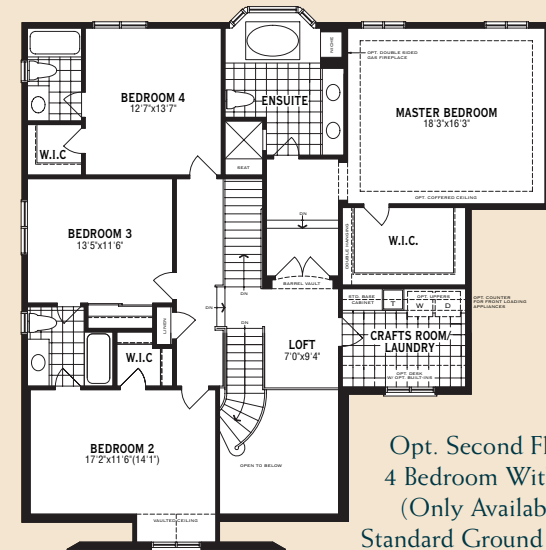 BEDROOM 4
12'7"x13'7"
W.I.C
NICHE
ENSUITE
SEAT
OPT. DOUBLE SIDED
GAS FIREPLACE
MASTER BEDROOM
18'3"x16'3"
OPT. COFFERED CEILING
BEDROOM 3
13'5"x11'6"
LINEN
W.I.C
DN
DN
DN
DN
BARREL VAULT
DOUBLE HANGING
W.I.C.
LOFT
7'0"x9'4"
STD. BASE
CABINET
T
OPT. UPPERS
W D
OPT. COUNTER
FOR FRONT LOADING
APPLIANCES
CRAFTS ROOM/
LAUNDRY
OPT. DESK
W/ OPT. BUILT-INS
BEDROOM 2
17'2"x11'6"(14'1")
OPEN TO BELOW
VAULTED CEILING
Opt. Second Fl
4 Bedroom Wit
(Only Availab
Standard Ground